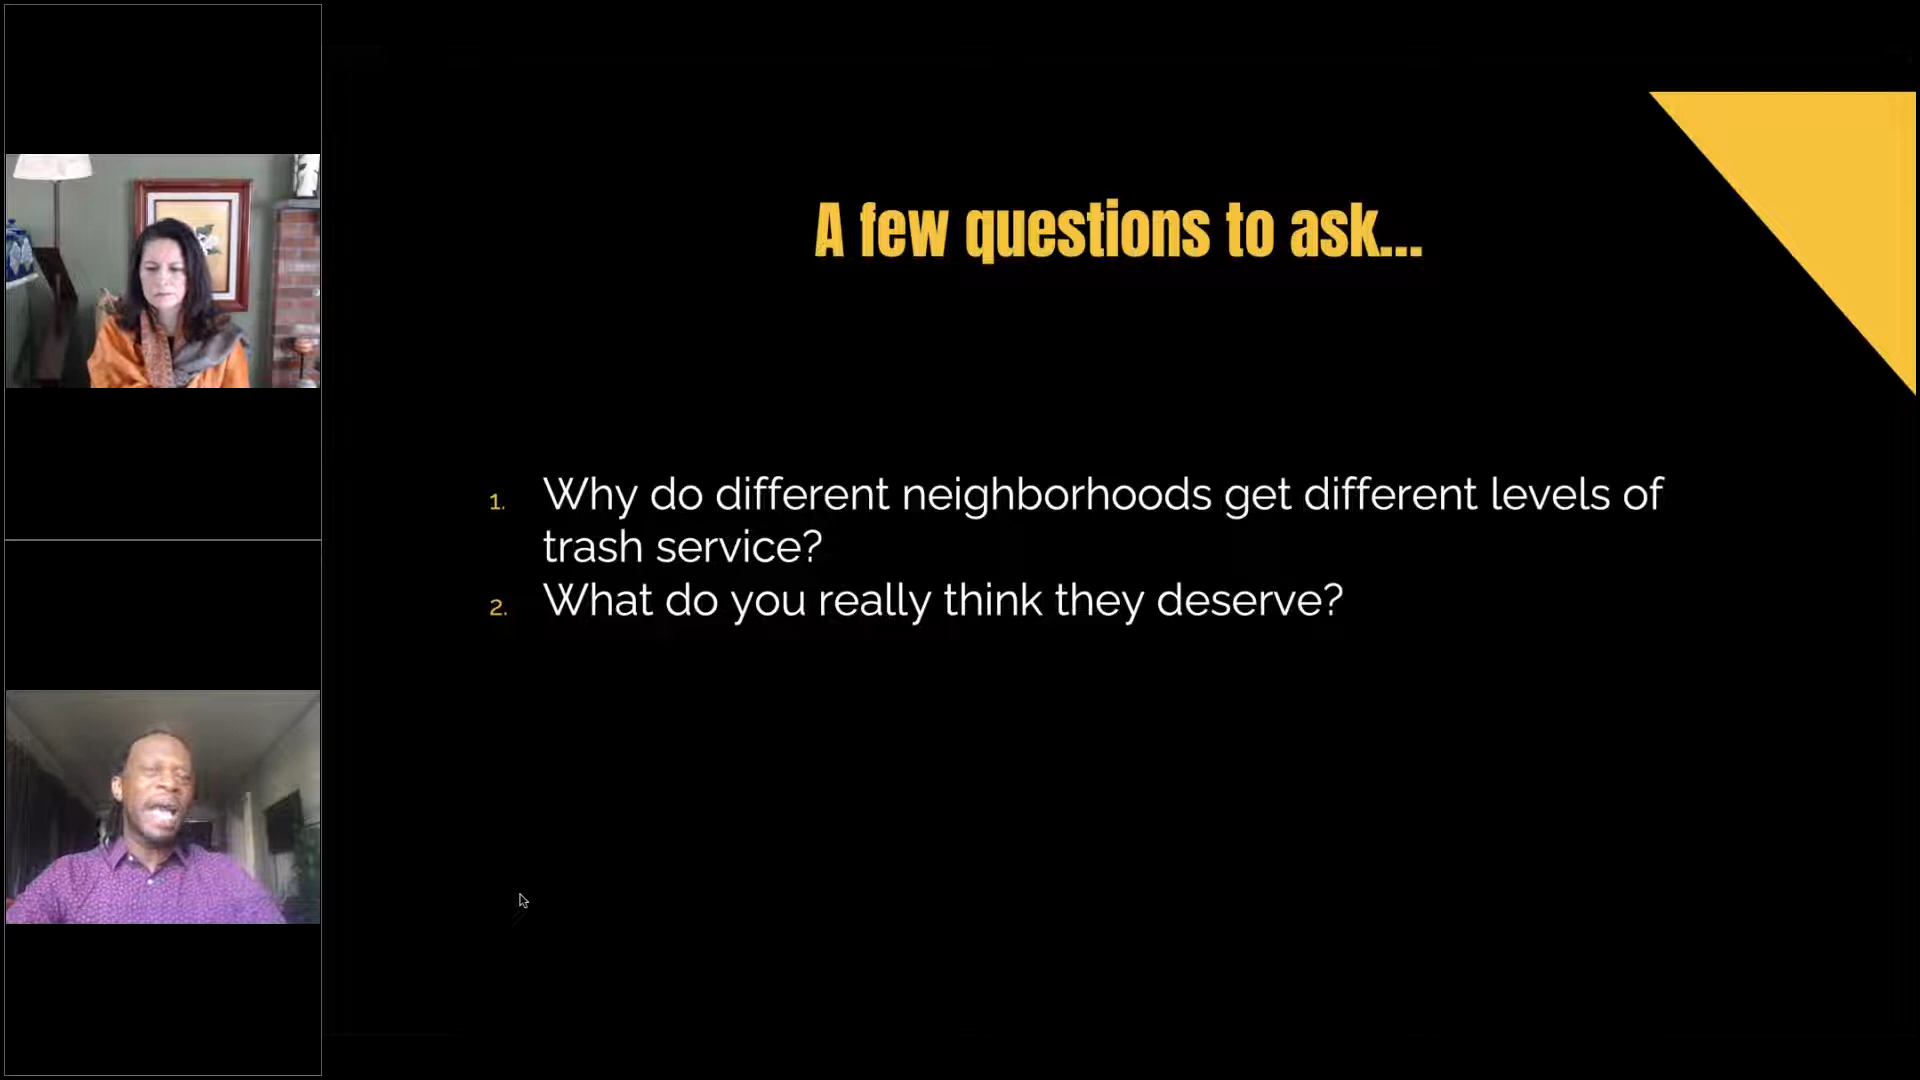 A few questions to ask...
1. Why do different neighborhoods get different levels of
trash service?
2. What do you really think they deserve?